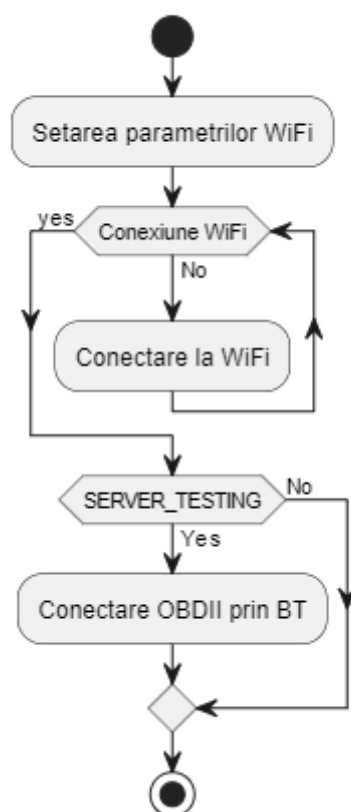 Setarea parametrilor WiFi
yes
Conexiune WiFi
No
Conectare la WiFi
SERVER_TESTING
No
Yes
Conectare OBDII prin BT